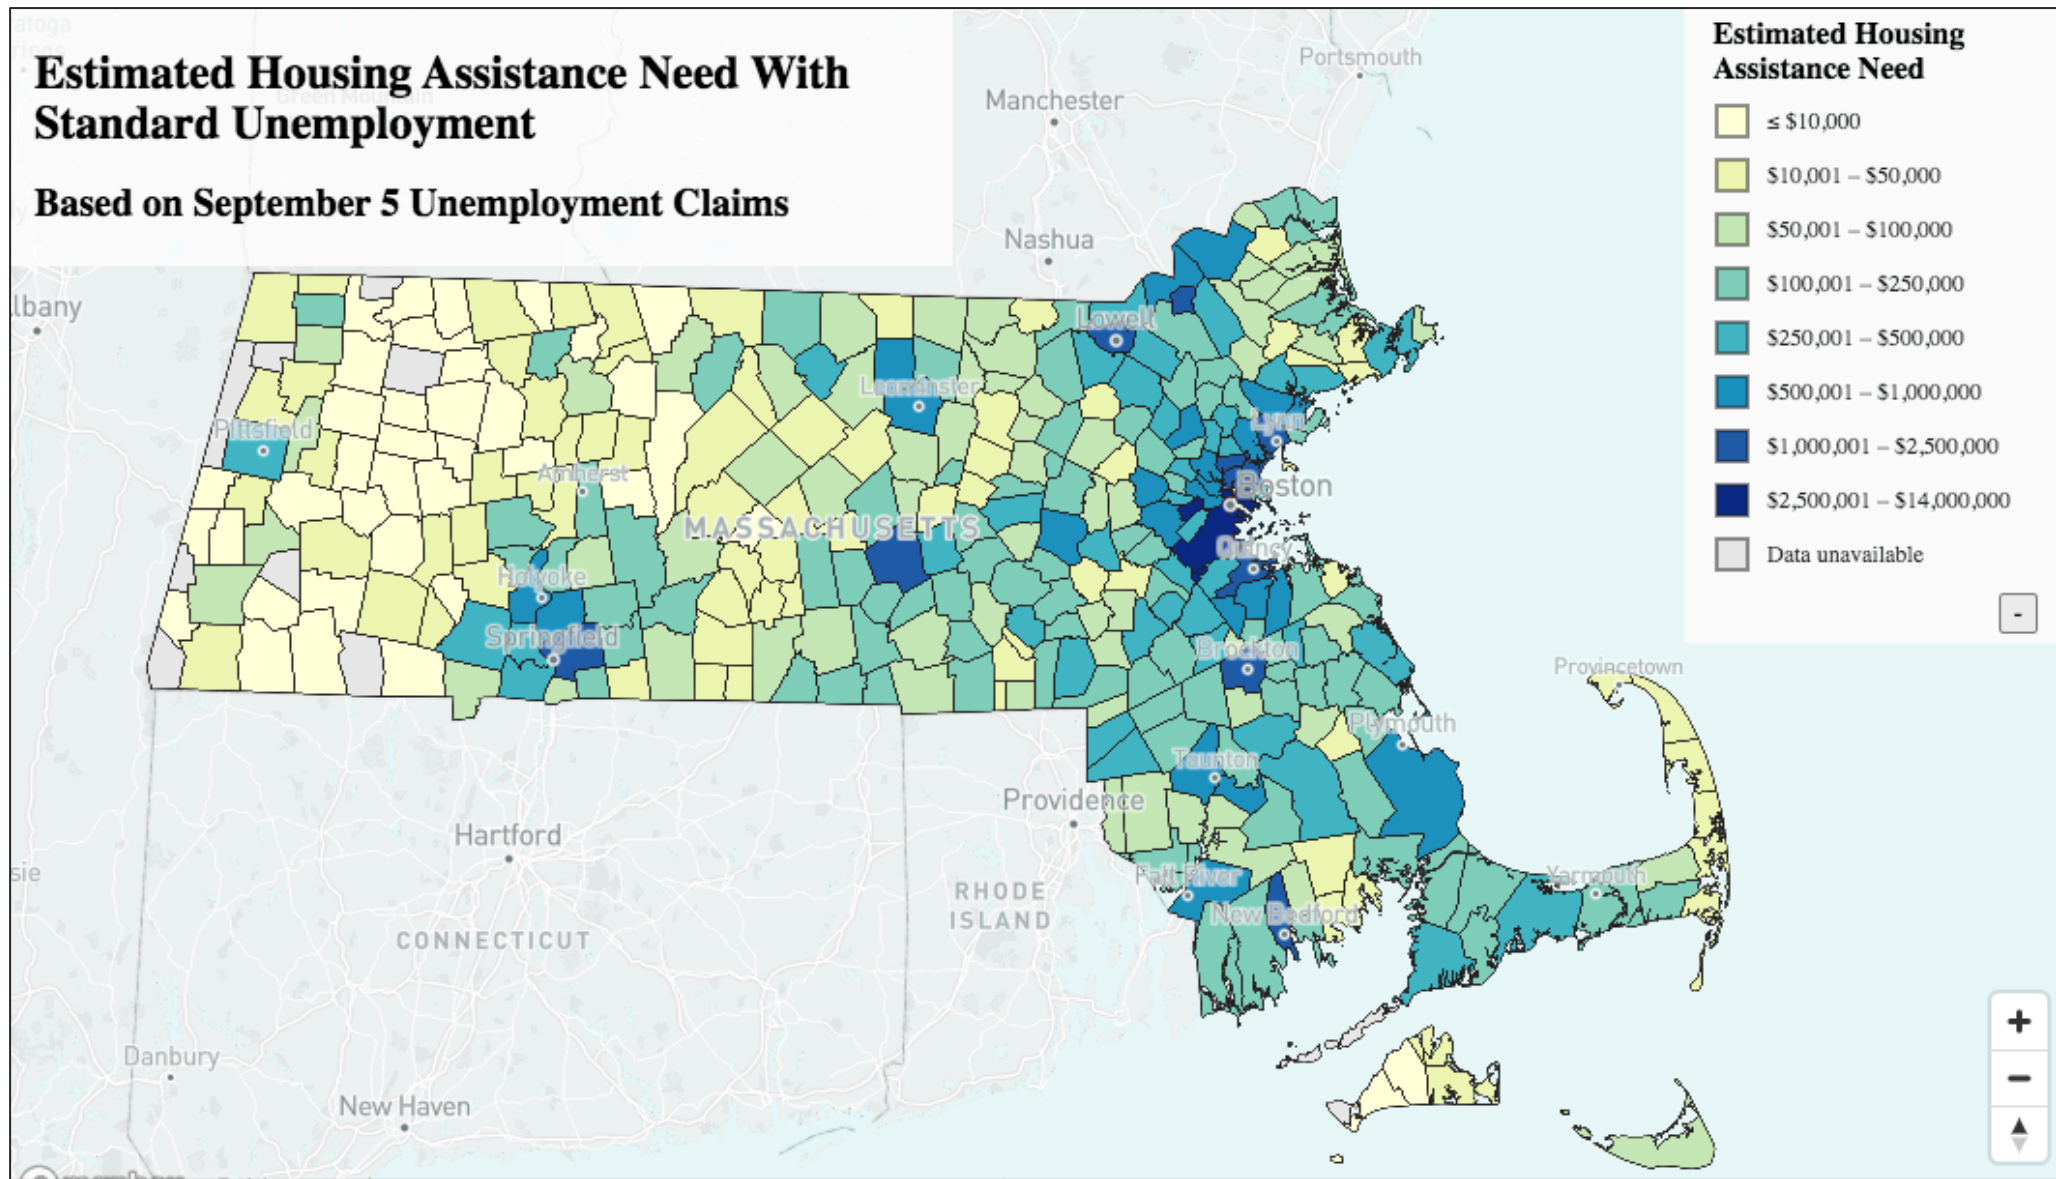 Estimated Housing Assistance Need With
Standard Unemployment
Based on September 5 Unemployment Claims
Estimated Housing
Assistance Need
≤ $10,000
$10,001 – $50,000
$50,001 – $100,000
$100,001 – $250,000
$250,001 – $500,000
$500,001 – $1,000,000
$1,000,001 – $2,500,000
$2,500,001 – $14,000,000
Data unavailable
-
Portsmouth
Manchester
Nashua
lbany
Lowell
Leominster
Pittsfield
Lynn
Amherst
Boston
MASSACHUSETTS
Quincy
Holyoke
Springfield
Brockton
Provincetown
Plymouth
Taunton
Providence
Hartford
sie
Fall River
Yarmouth
RHODE
ISLAND
New Bedford
CONNECTICUT
+
−
Danbury
New Haven